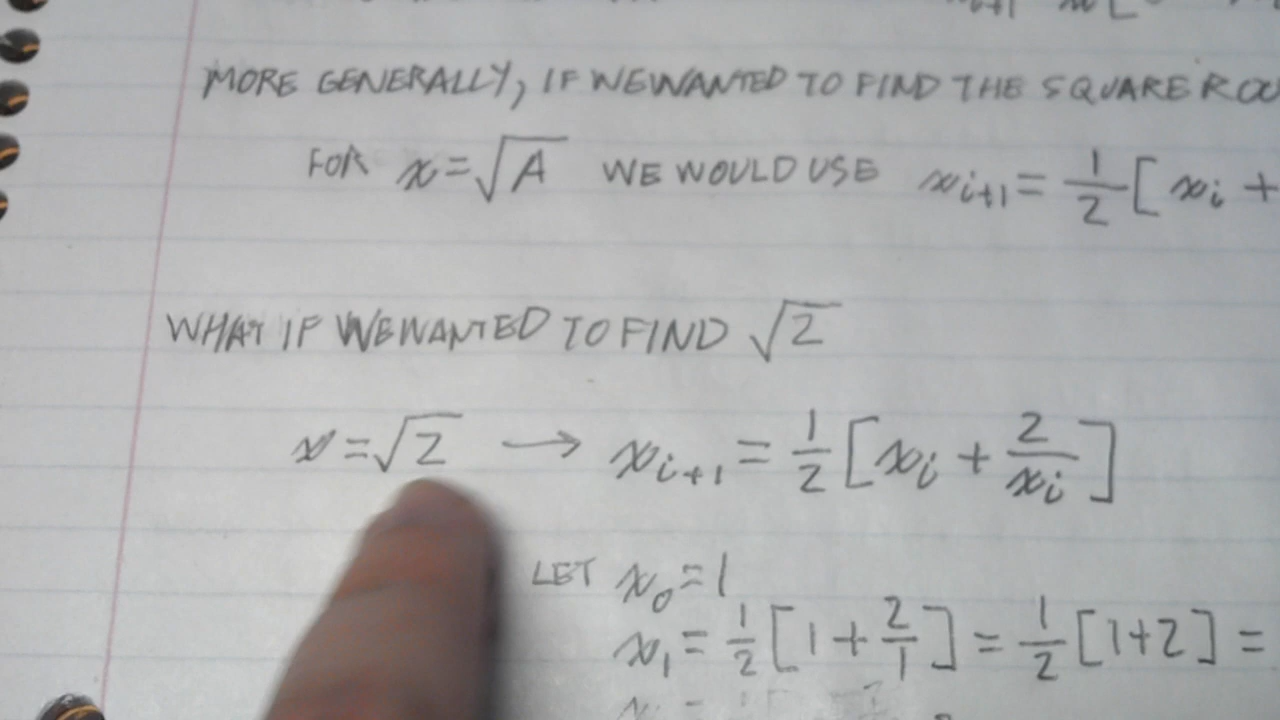 MORE GENERALLY, IF WE WANTED TO FIND THE SQUARE
FOR x = √A WE WOULD USE x_{i+1} = 1/2 [ x_i +
WHAT IF WE WANTED TO FIND √2
x = √2 → x_{i+1} = 1/2 [ x_i + 2/x_i ]
LET x_0 = 1
x_1 = 1/2 [ 1 + 2/1 ] = 1/2 [ 1+2 ] =